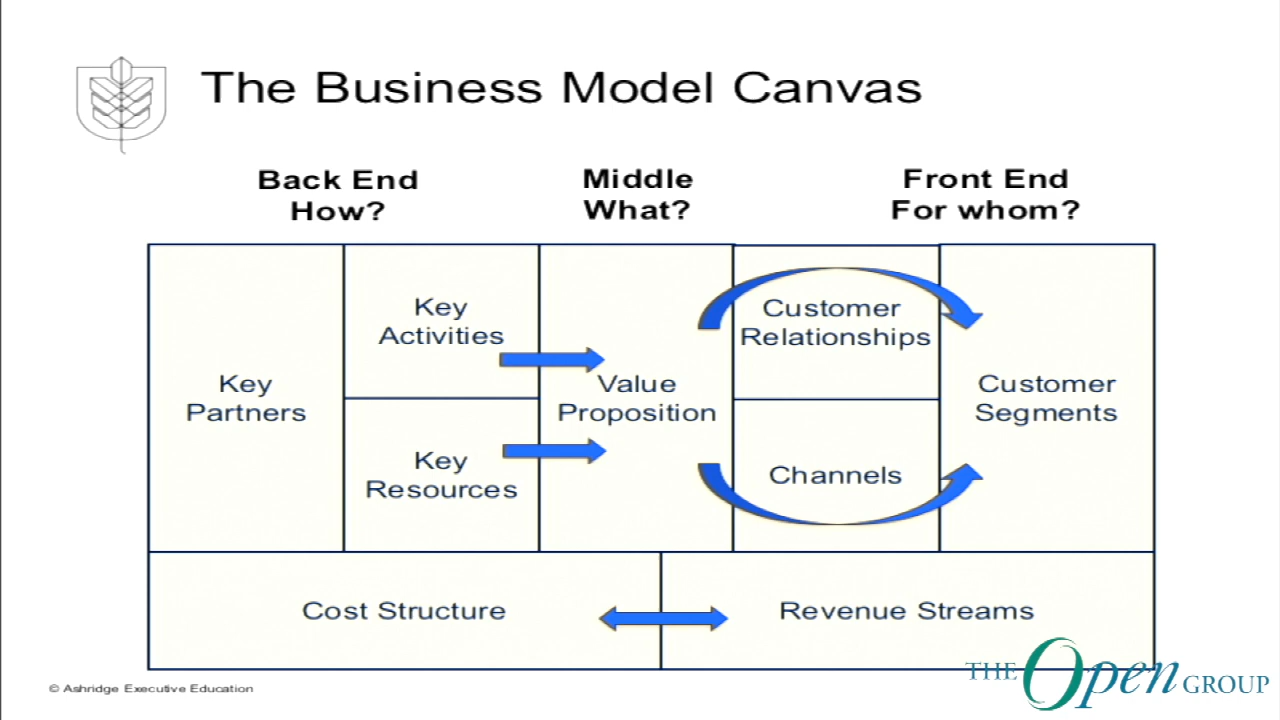 The Business Model Canvas
Back End
How?
Middle
What?
Front End
For whom?
Key
Partners
Key
Activities
Key
Resources
Value
Proposition
Customer
Relationships
Channels
Customer
Segments
Cost Structure
Revenue Streams
© Ashridge Executive Education
THE Open GROUP